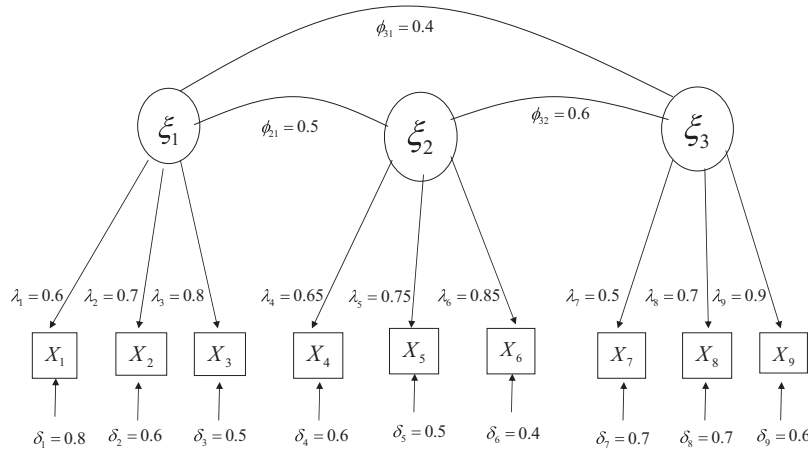 ϕ₃₁ = 0.4
ξ₁
ϕ₂₁ = 0.5
ξ₂
ϕ₃₂ = 0.6
ξ₃
λ₁ = 0.6
λ₂ = 0.7
λ₃ = 0.8
λ₄ = 0.65
λ₅ = 0.75
λ₆ = 0.85
λ₇ = 0.5
λ₈ = 0.7
λ₉ = 0.9
X₁
X₂
X₃
X₄
X₅
X₆
X₇
X₈
X₉
δ₁ = 0.8
δ₂ = 0.6
δ₃ = 0.5
δ₄ = 0.6
δ₅ = 0.5
δ₆ = 0.4
δ₇ = 0.7
δ₈ = 0.7
δ₉ = 0.6